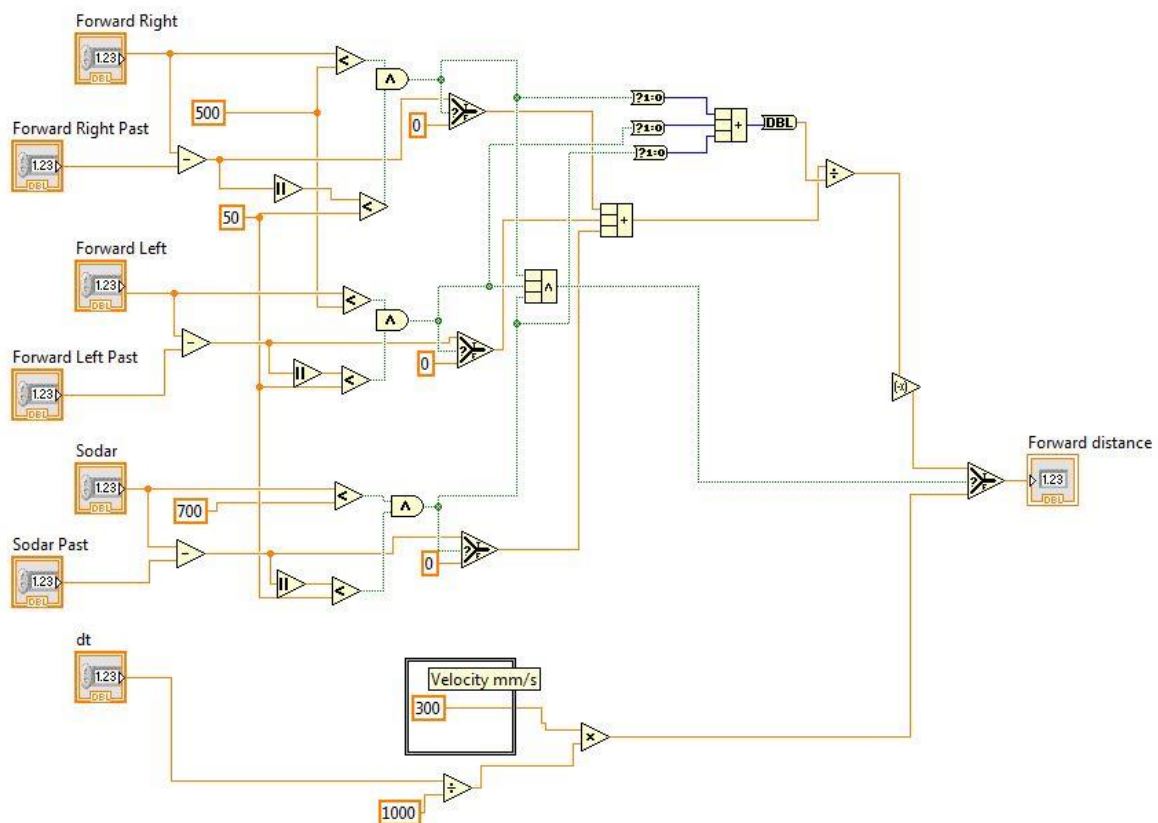 Forward Right
1.23
DBL
<
∧
500
?1:0
0
? T F
+
DBL
Forward Right Past
1.23
DBL
-
?1:0
?1:0
||
<
÷
50
+
Forward Left
1.23
DBL
<
∧
∧
-
0
? T F
Forward Left Past
1.23
DBL
||
<
(-x)
Sodar
1.23
DBL
<
∧
700
? T F
Forward distance
1.23
DBL
Sodar Past
1.23
DBL
-
0
? T F
||
<
dt
1.23
DBL
Velocity mm/s
300
×
÷
1000